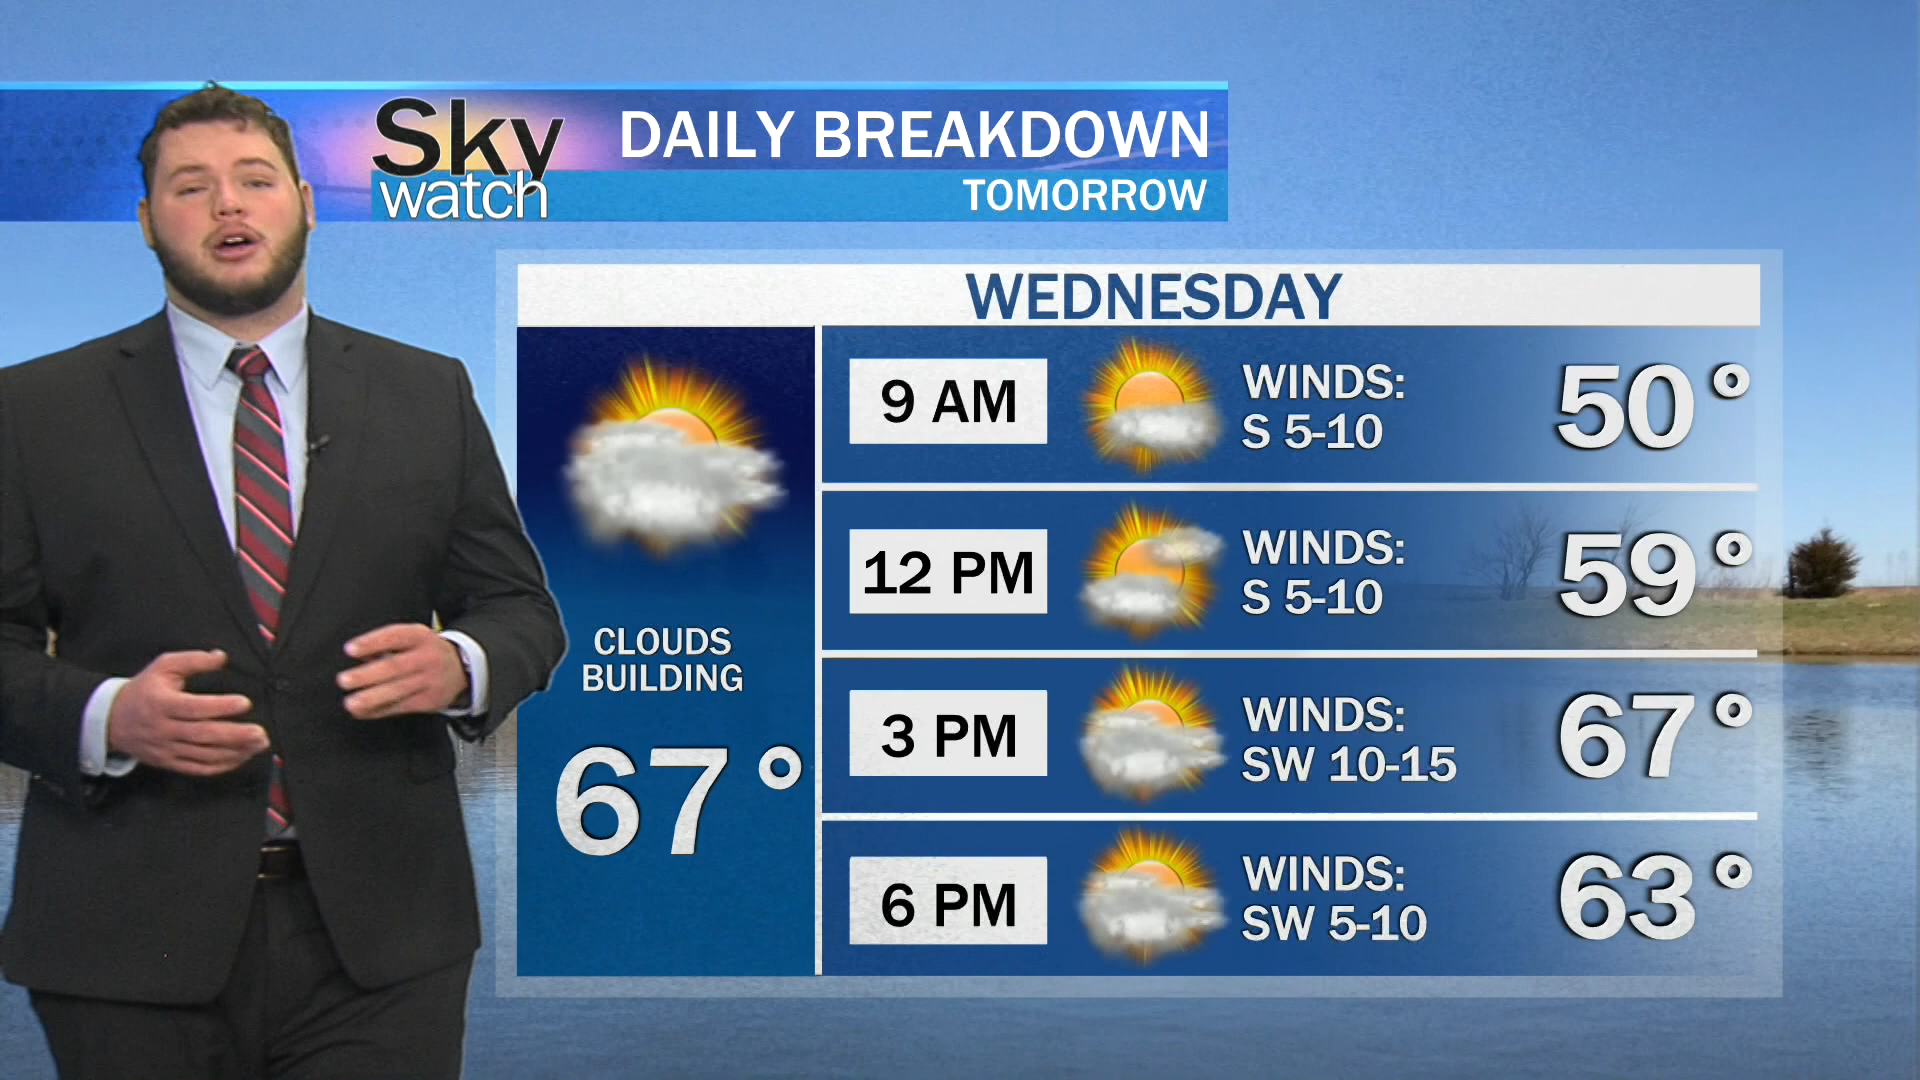 Sky
watch
DAILY BREAKDOWN
TOMORROW
WEDNESDAY
CLOUDS
BUILDING
67°
9 AM
WINDS:
S 5-10
50°
12 PM
WINDS:
S 5-10
59°
3 PM
WINDS:
SW 10-15
67°
6 PM
WINDS:
SW 5-10
63°